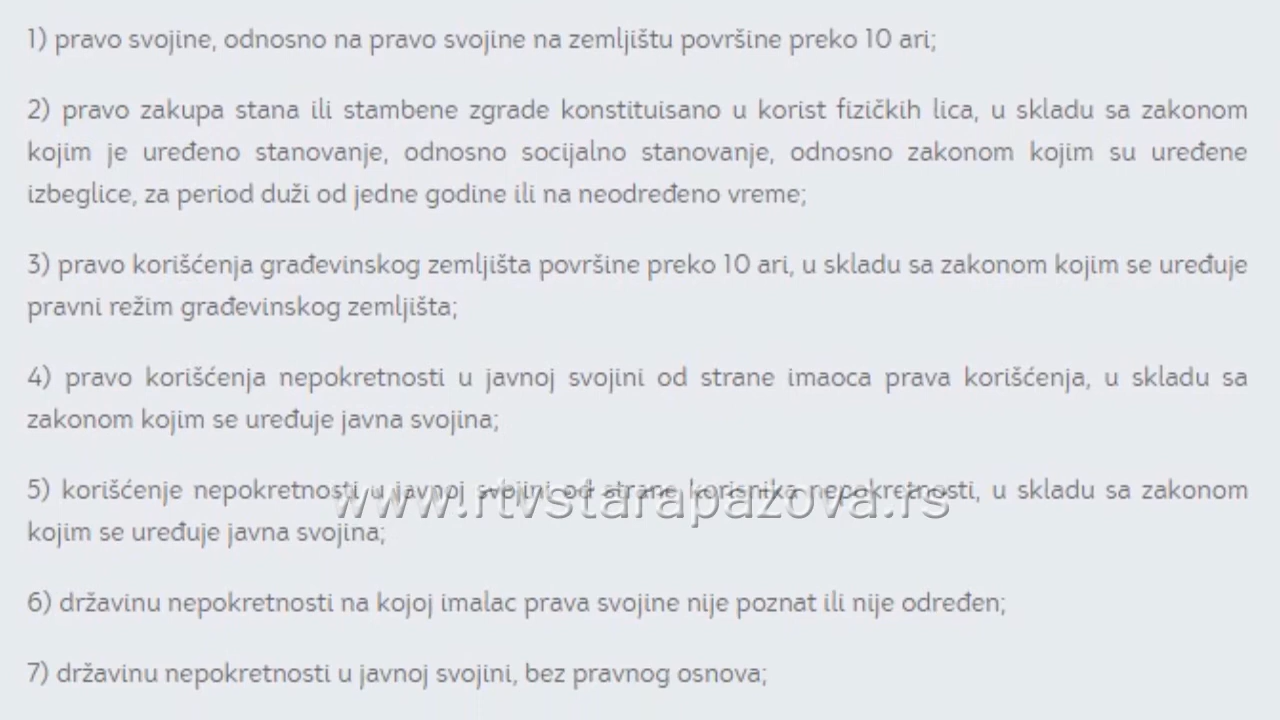 1) pravo svojine, odnosno na pravo svojine na zemljištu površine preko 10 ari;
2) pravo zakupa stana ili stambene zgrade konstituisano u korist fizičkih lica, u skladu sa zakonom
kojim je uređeno stanovanje, odnosno socijalno stanovanje, odnosno zakonom kojim su uređene
izbeglice, za period duži od jedne godine ili na neodređeno vreme;
3) pravo korišćenja građevinskog zemljišta površine preko 10 ari, u skladu sa zakonom kojim se uređuje
pravni režim građevinskog zemljišta;
4) pravo korišćenja nepokretnosti u javnoj svojini od strane imaoca prava korišćenja, u skladu sa
zakonom kojim se uređuje javna svojina;
5) korišćenje nepokretnosti u javnoj svojini od strane korisnika nepokretnosti, u skladu sa zakonom
www.rtvstarapazova.rs
kojim se uređuje javna svojina;
6) državinu nepokretnosti na kojoj imalac prava svojine nije poznat ili nije određen;
7) državinu nepokretnosti u javnoj svojini, bez pravnog osnova;